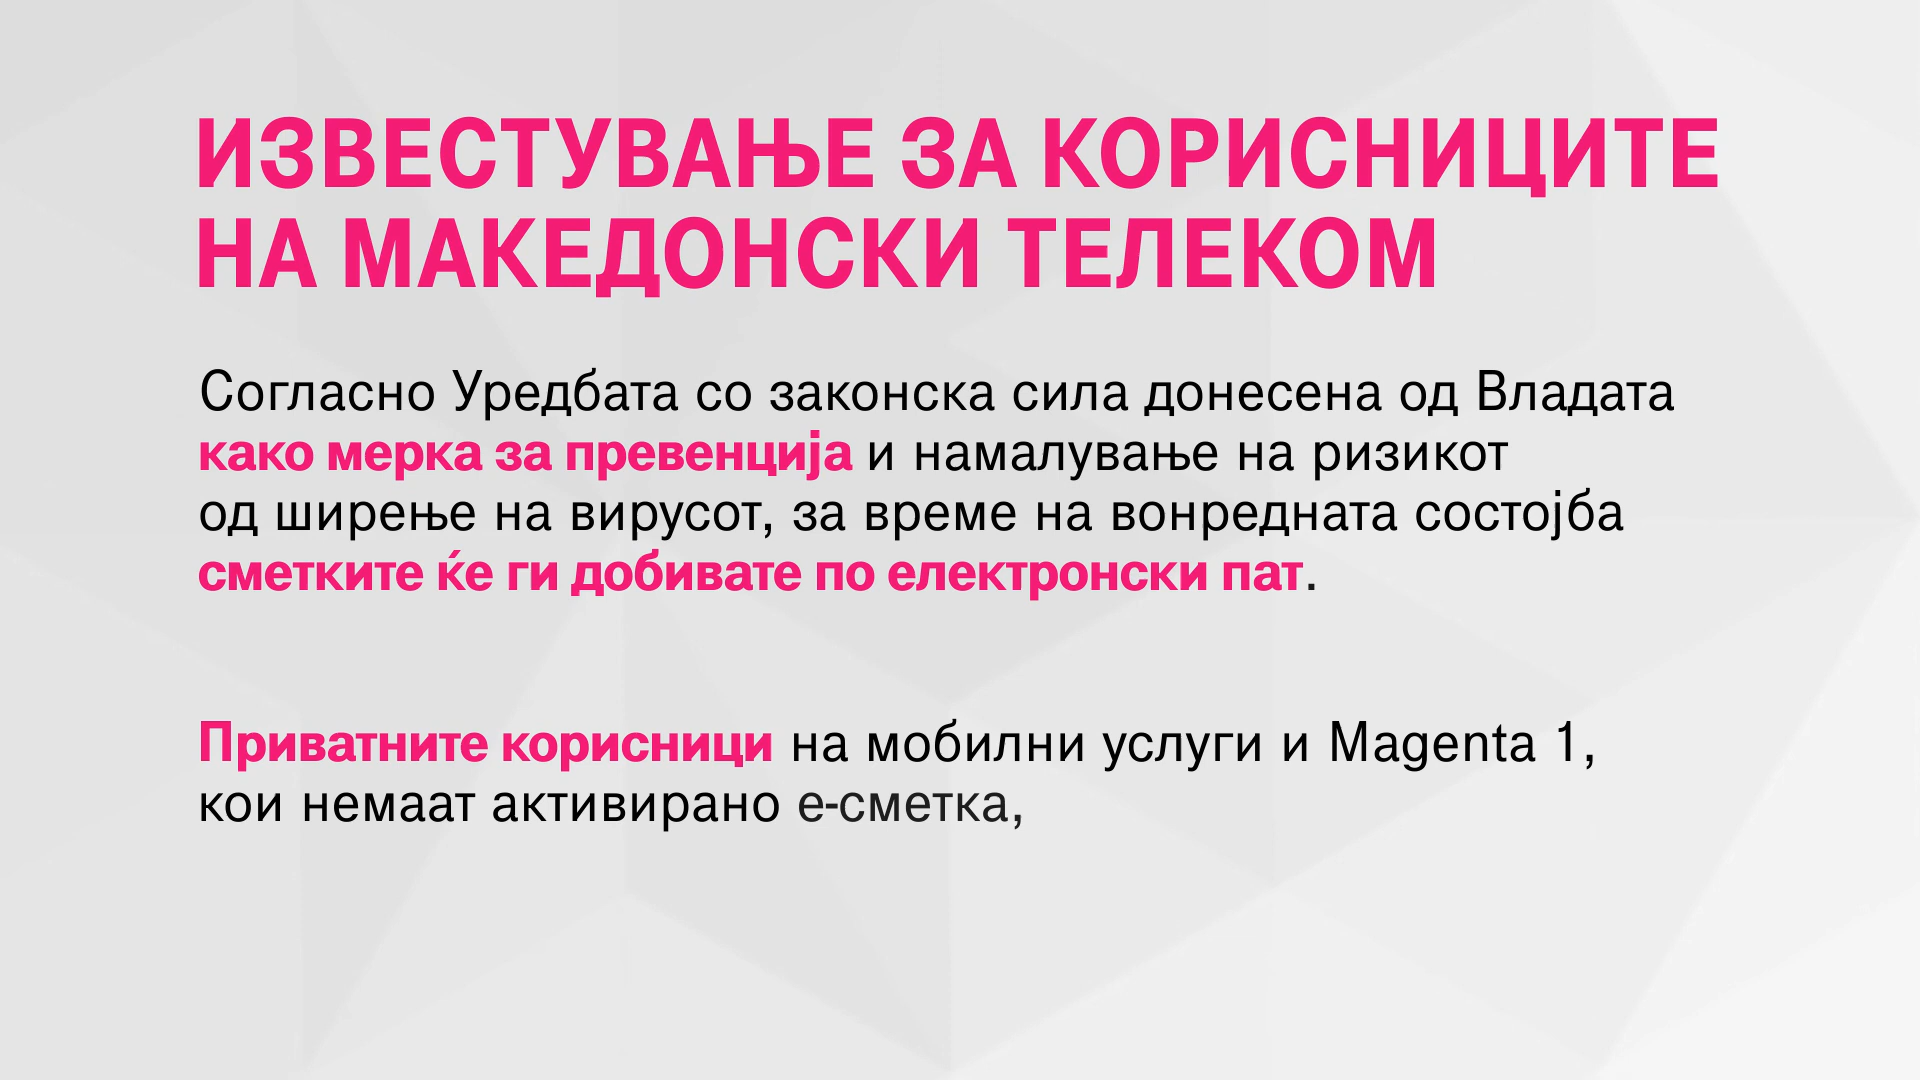 ИЗВЕСТУВАЊЕ ЗА КОРИСНИЦИТЕ
НА МАКЕДОНСКИ ТЕЛЕКОМ
Согласно Уредбата со законска сила донесена од Владата
како мерка за превенција и намалување на ризикот
од ширење на вирусот, за време на вонредната состојба
сметките ќе ги добивате по електронски пат.
Приватните корисници на мобилни услуги и Magenta 1,
кои немаат активирано е-сметка,